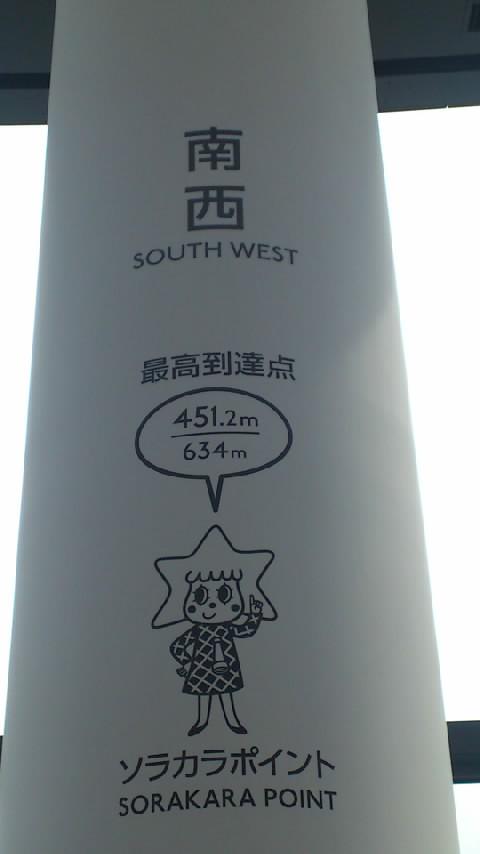 南
西
SOUTH WEST
最高到達点
451.2m
634m
ソラカラポイント
SORAKARA POINT